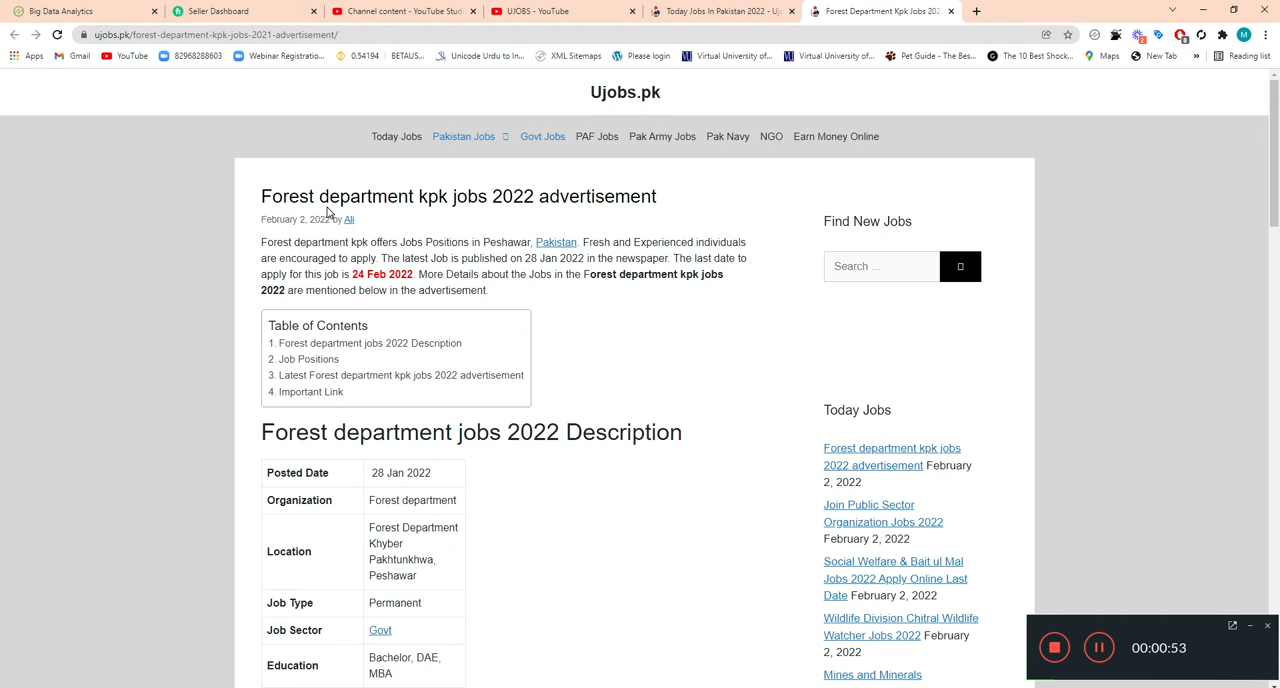 Big Data Analytics
Seller Dashboard
Channel content - YouTube Stud
UJOBS - YouTube
Today Jobs In Pakistan 2022 - Ujo
Forest Department Kpk Jobs 202
ujobs.pk/forest-department-kpk-jobs-2021-advertisement/
M
Apps
Gmail
YouTube
82968288603
Webinar Registratio...
0.54194 | BETAUS...
Unicode Urdu to In...
XML Sitemaps
Please login
Virtual University of...
Virtual University of...
Pet Guide - The Bes...
The 10 Best Shock...
Maps
New Tab
»
Reading list
Ujobs.pk
Today Jobs Pakistan Jobs Govt Jobs PAF Jobs Pak Army Jobs Pak Navy NGO Earn Money Online
Forest department kpk jobs 2022 advertisement
February 2, 2022 by Ali
Forest department kpk offers Jobs Positions in Peshawar, Pakistan. Fresh and Experienced individuals
are encouraged to apply. The latest Job is published on 28 Jan 2022 in the newspaper. The last date to
apply for this job is 24 Feb 2022. More Details about the Jobs in the Forest department kpk jobs
2022 are mentioned below in the advertisement.
Table of Contents
1. Forest department jobs 2022 Description
2. Job Positions
3. Latest Forest department kpk jobs 2022 advertisement
4. Important Link
Forest department jobs 2022 Description
Posted Date 28 Jan 2022
Organization Forest department
Location Forest Department
Khyber
Pakhtunkhwa,
Peshawar
Job Type Permanent
Job Sector Govt
Education Bachelor, DAE,
MBA
Find New Jobs
Search …
Today Jobs
Forest department kpk jobs
2022 advertisement February
2, 2022
Join Public Sector
Organization Jobs 2022
February 2, 2022
Social Welfare & Bait ul Mal
Jobs 2022 Apply Online Last
Date February 2, 2022
Wildlife Division Chitral Wildlife
Watcher Jobs 2022 February
2, 2022
Mines and Minerals
00:00:53